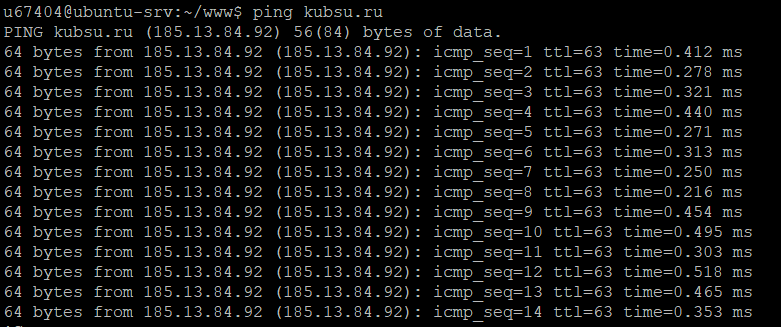 u67404@ubuntu-srv:~/www$ ping kubsu.ru
PING kubsu.ru (185.13.84.92) 56(84) bytes of data.
64 bytes from 185.13.84.92 (185.13.84.92): icmp_seq=1 ttl=63 time=0.412 ms
64 bytes from 185.13.84.92 (185.13.84.92): icmp_seq=2 ttl=63 time=0.278 ms
64 bytes from 185.13.84.92 (185.13.84.92): icmp_seq=3 ttl=63 time=0.321 ms
64 bytes from 185.13.84.92 (185.13.84.92): icmp_seq=4 ttl=63 time=0.440 ms
64 bytes from 185.13.84.92 (185.13.84.92): icmp_seq=5 ttl=63 time=0.271 ms
64 bytes from 185.13.84.92 (185.13.84.92): icmp_seq=6 ttl=63 time=0.313 ms
64 bytes from 185.13.84.92 (185.13.84.92): icmp_seq=7 ttl=63 time=0.250 ms
64 bytes from 185.13.84.92 (185.13.84.92): icmp_seq=8 ttl=63 time=0.216 ms
64 bytes from 185.13.84.92 (185.13.84.92): icmp_seq=9 ttl=63 time=0.454 ms
64 bytes from 185.13.84.92 (185.13.84.92): icmp_seq=10 ttl=63 time=0.495 ms
64 bytes from 185.13.84.92 (185.13.84.92): icmp_seq=11 ttl=63 time=0.303 ms
64 bytes from 185.13.84.92 (185.13.84.92): icmp_seq=12 ttl=63 time=0.518 ms
64 bytes from 185.13.84.92 (185.13.84.92): icmp_seq=13 ttl=63 time=0.465 ms
64 bytes from 185.13.84.92 (185.13.84.92): icmp_seq=14 ttl=63 time=0.353 ms